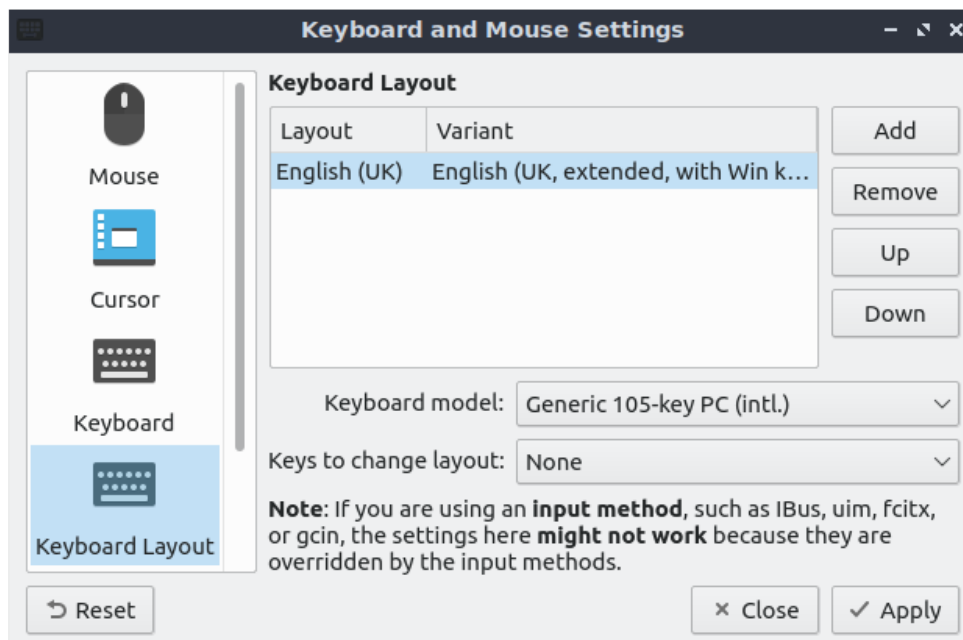 Keyboard and Mouse Settings
Mouse
Cursor
Keyboard
Keyboard Layout
Keyboard Layout
Layout Variant
English (UK) English (UK, extended, with Win k...
Add
Remove
Up
Down
Keyboard model: Generic 105-key PC (intl.)
Keys to change layout: None
Note: If you are using an input method, such as IBus, uim, fcitx,
or gcin, the settings here might not work because they are
overridden by the input methods.
Reset
Close
Apply